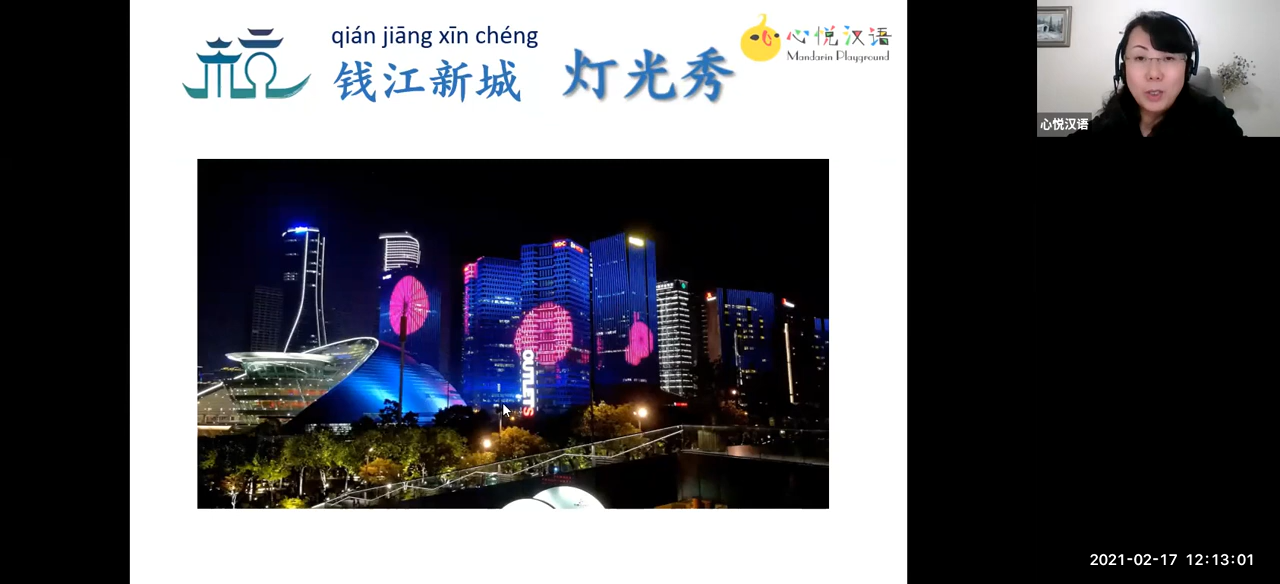 qián jiāng xīn chéng
钱江新城 灯光秀
心悦汉语
Mandarin Playground
OUTLETS
心悦汉语
2021-02-17 12:13:01